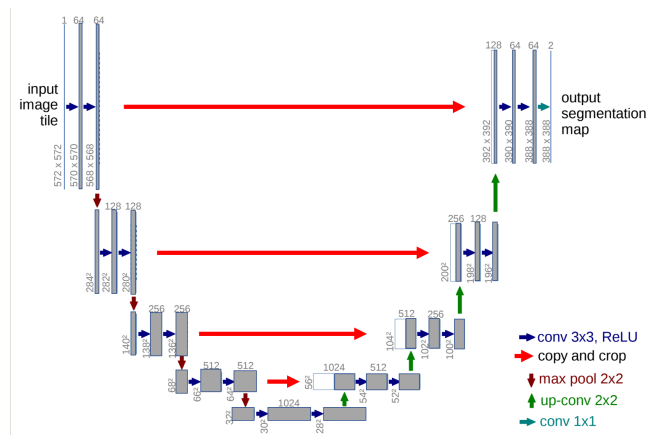 1 64 64
input
image
tile
572 x 572
570 x 570
568 x 568
128 64 64 2
output
segmentation
map
392 x 392
390 x 390
388 x 388
388 x 388
128 128
284²
282²
280²
256 128
200²
198²
196²
256 256
140²
138²
136²
512 256
104²
102²
100²
512 512
68²
66²
64²
1024 512
56²
54²
52²
1024
32²
30²
28²
conv 3x3, ReLU
copy and crop
max pool 2x2
up-conv 2x2
conv 1x1